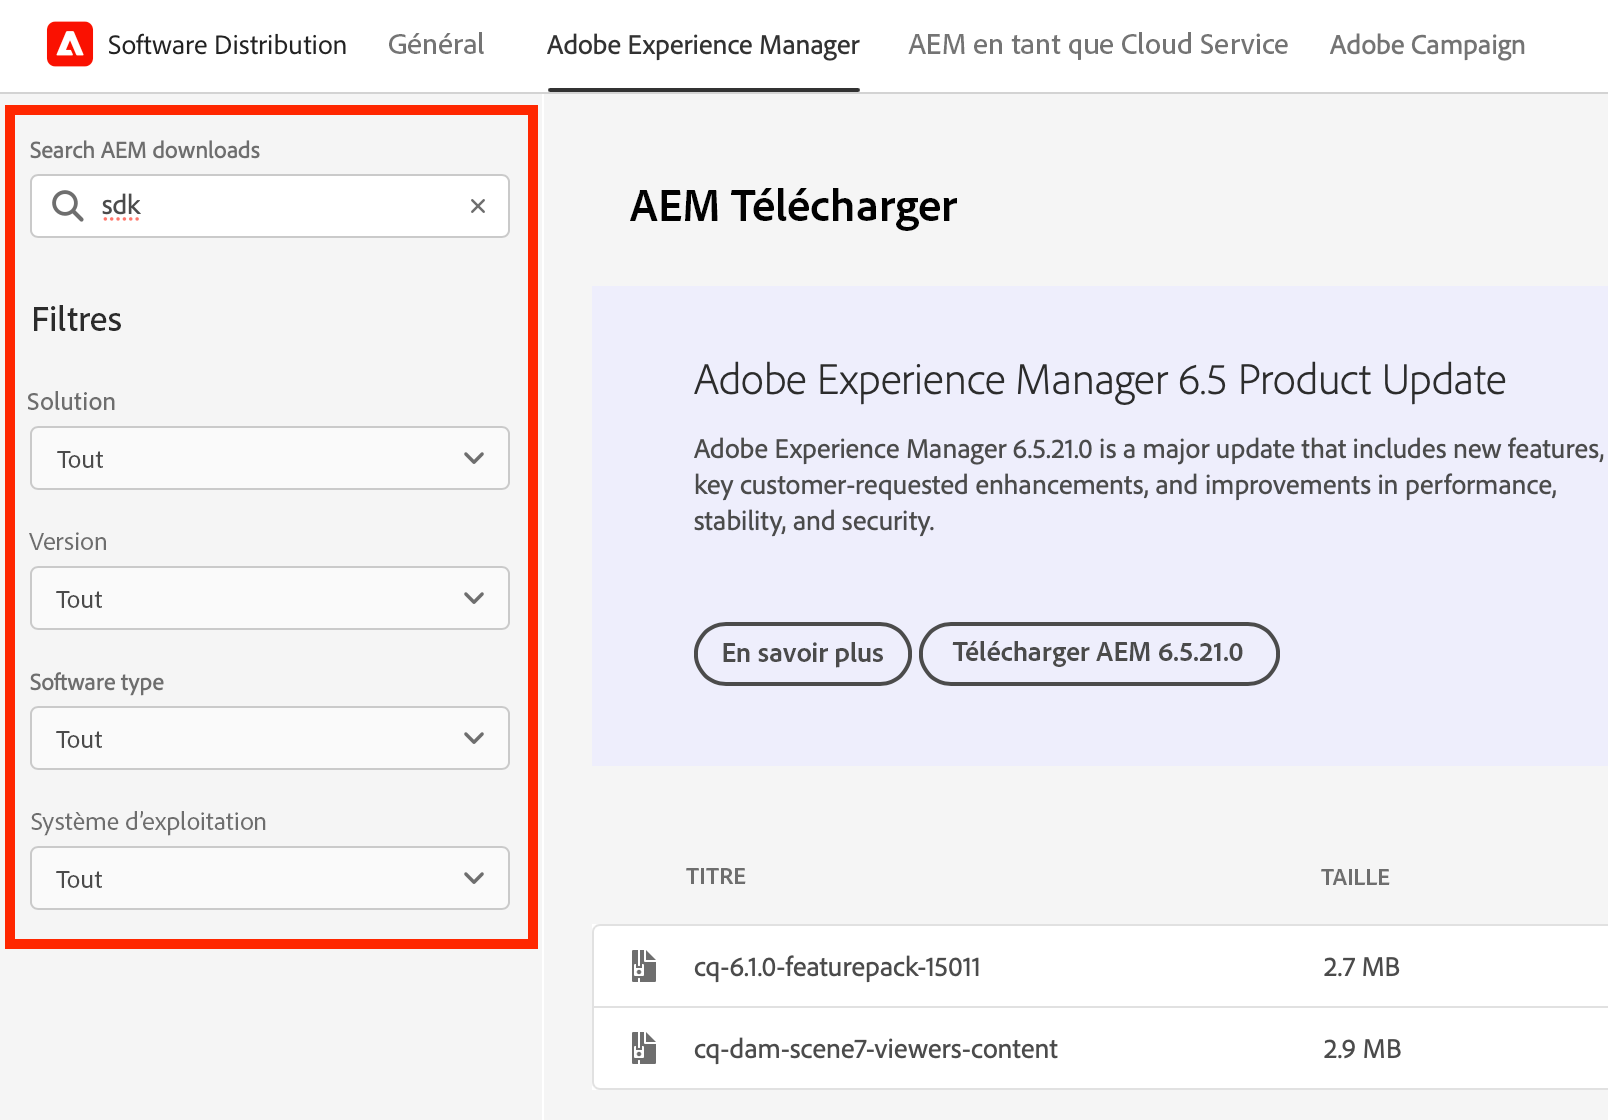 Software Distribution
Général
Adobe Experience Manager
AEM en tant que Cloud Service
Adobe Campaign
Search AEM downloads
sdk
Filtres
Solution
Tout
Version
Tout
Software type
Tout
Système d'exploitation
Tout
AEM Télécharger
Adobe Experience Manager 6.5 Product Update
Adobe Experience Manager 6.5.21.0 is a major update that includes new features,
key customer-requested enhancements, and improvements in performance,
stability, and security.
En savoir plus
Télécharger AEM 6.5.21.0
TITRE
TAILLE
cq-6.1.0-featurepack-15011
2.7 MB
cq-dam-scene7-viewers-content
2.9 MB